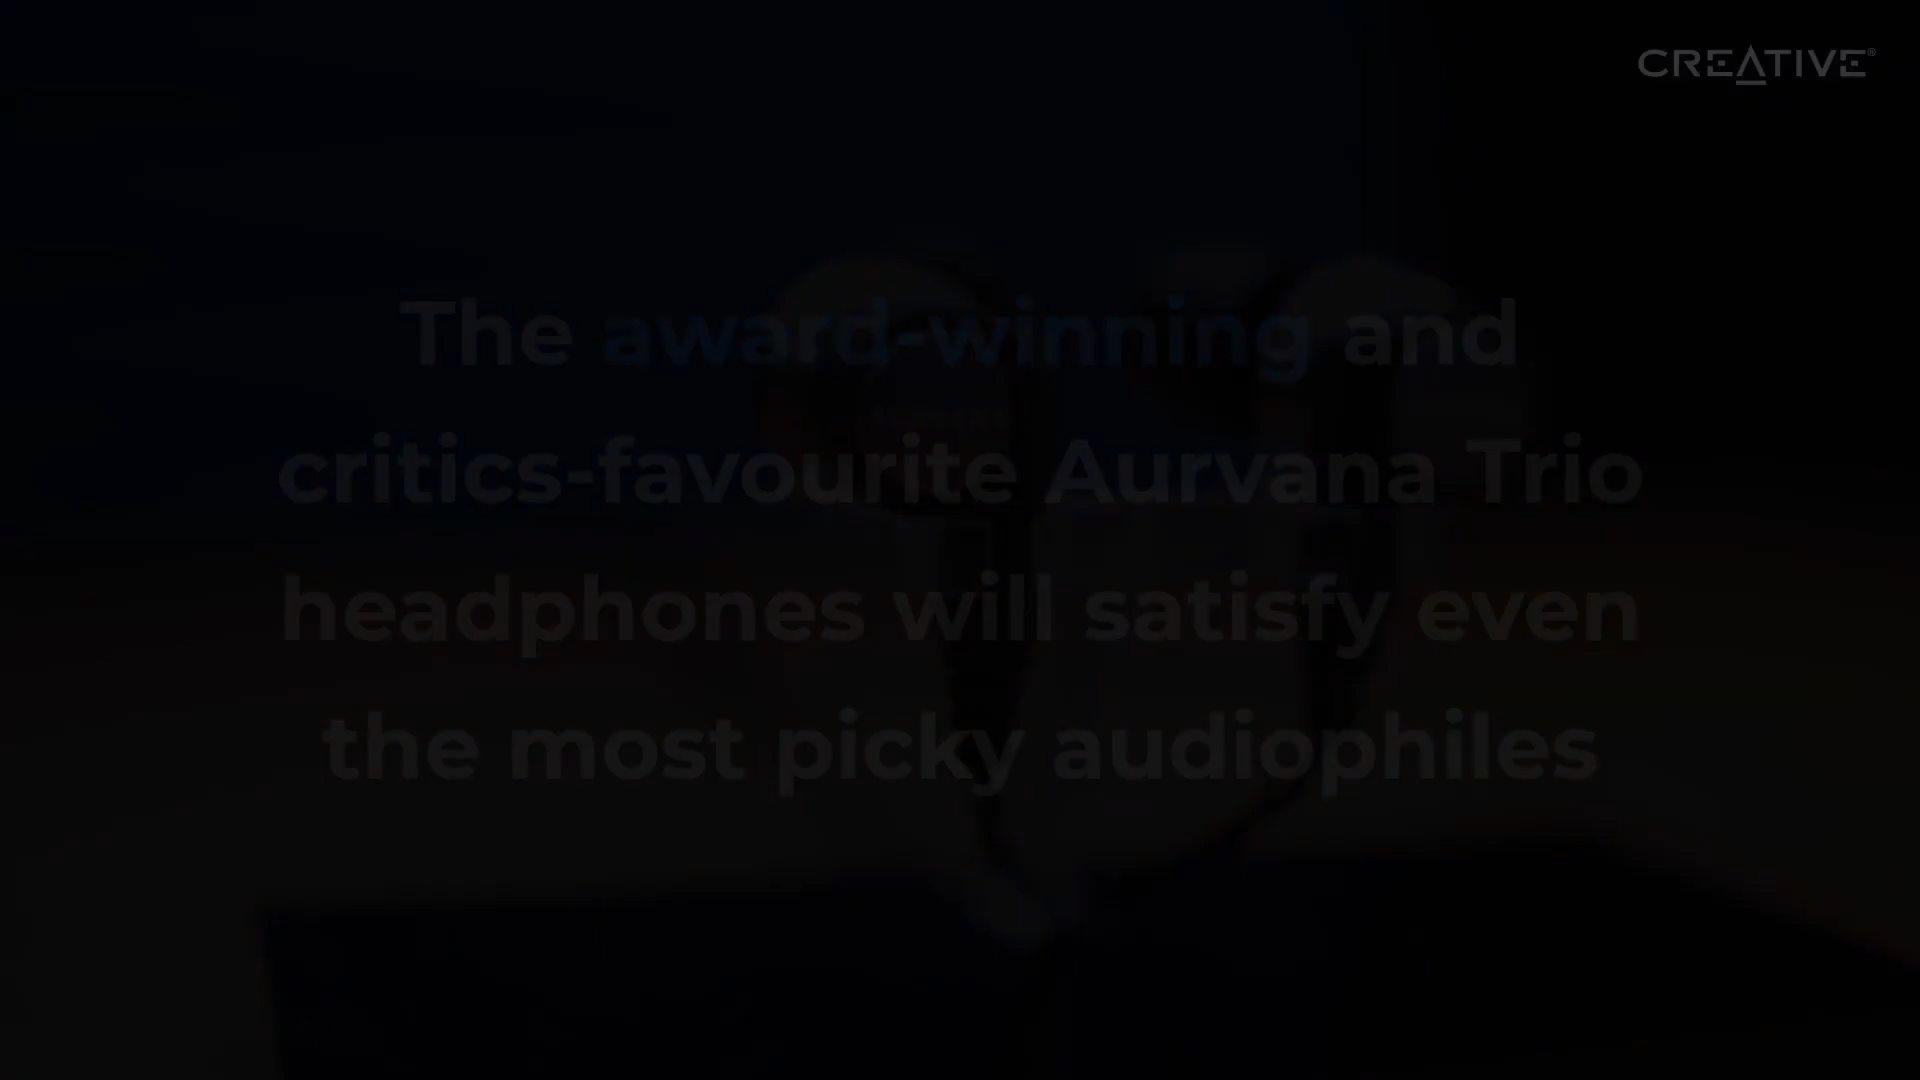 CREATIVE®
The award-winning and
critics-favourite Aurvana Trio
headphones will satisfy even
the most picky audiophiles